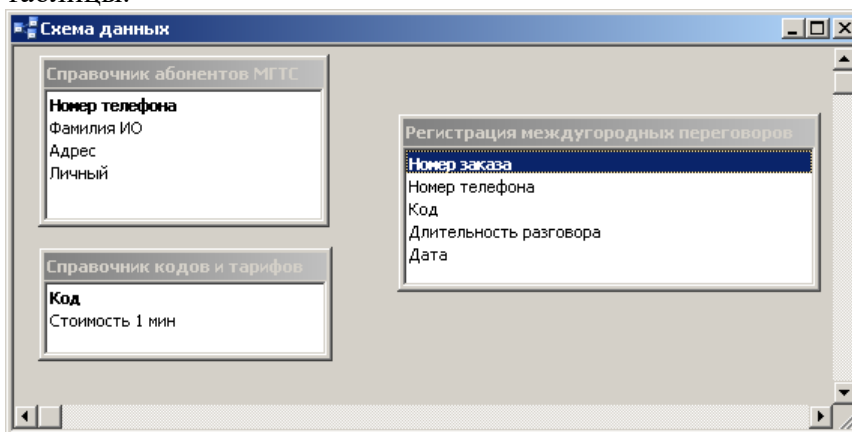 таблицы.
Схема данных
Справочник абонентов МГТС
Номер телефона
Фамилия ИО
Адрес
Личный
Регистрация междугородных переговоров
Номер заказа
Номер телефона
Код
Длительность разговора
Дата
Справочник кодов и тарифов
Код
Стоимость 1 мин